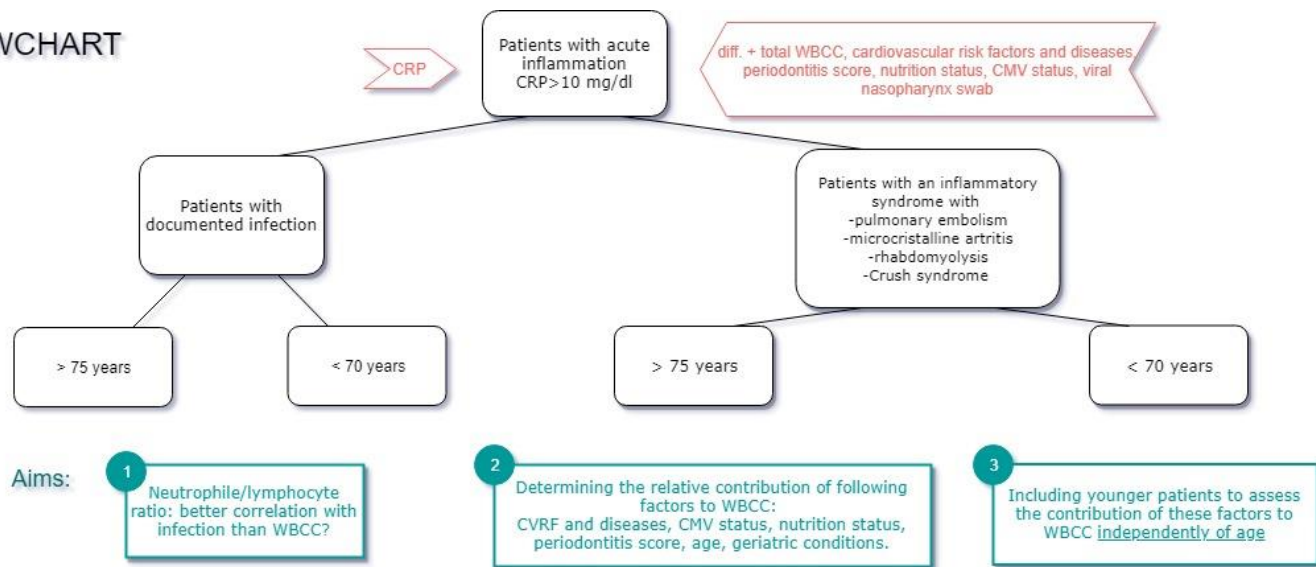 WCHART
CRP
Patients with acute
inflammation
CRP>10 mg/dl
diff. + total WBCC, cardiovascular risk factors and diseases
periodontitis score, nutrition status, CMV status, viral
nasopharynx swab
Patients with
documented infection
Patients with an inflammatory
syndrome with
-pulmonary embolism
-microcristalline artritis
-rhabdomyolysis
-Crush syndrome
> 75 years
< 70 years
> 75 years
< 70 years
Aims:
1
Neutrophile/lymphocyte
ratio: better correlation with
infection than WBCC?
2
Determining the relative contribution of following
factors to WBCC:
CVRF and diseases, CMV status, nutrition status,
periodontitis score, age, geriatric conditions.
3
Including younger patients to assess
the contribution of these factors to
WBCC independently of age